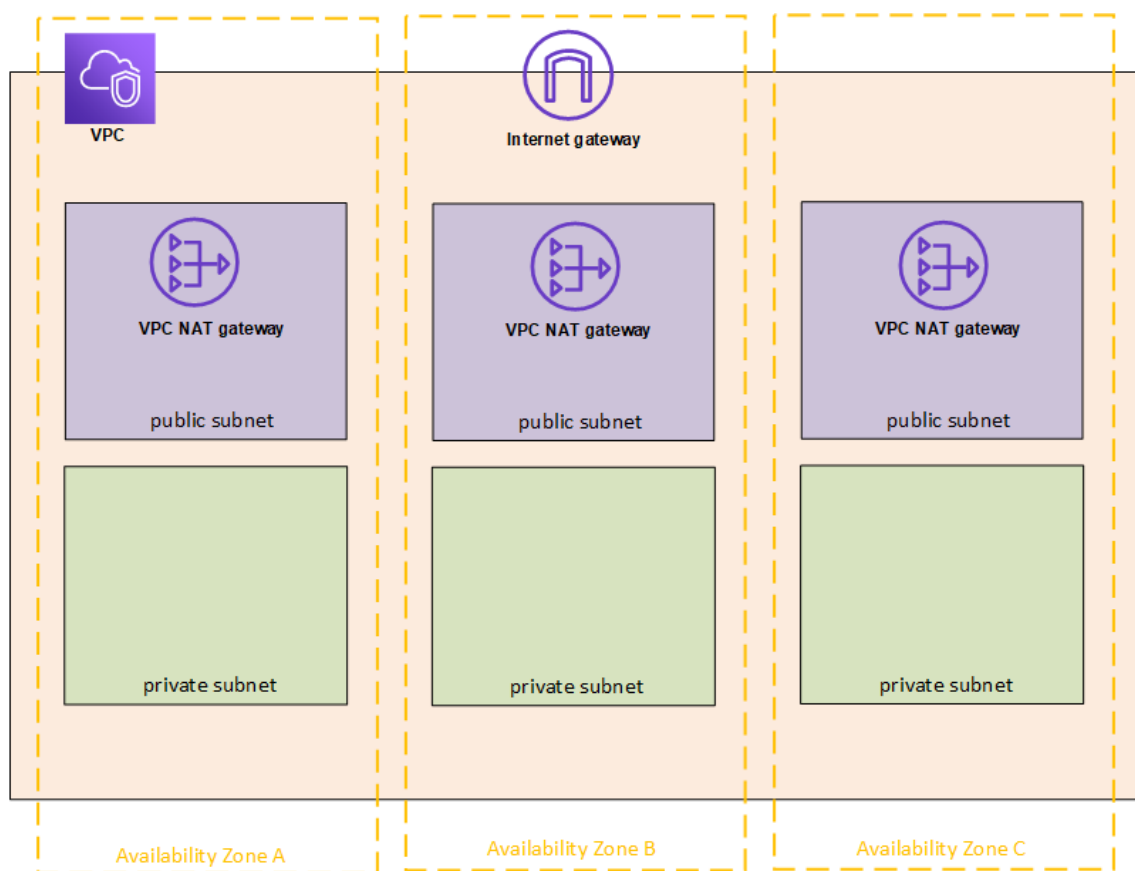 VPC
Internet gateway
VPC NAT gateway
VPC NAT gateway
VPC NAT gateway
public subnet
public subnet
public subnet
private subnet
private subnet
private subnet
Availability Zone A
Availability Zone B
Availability Zone C